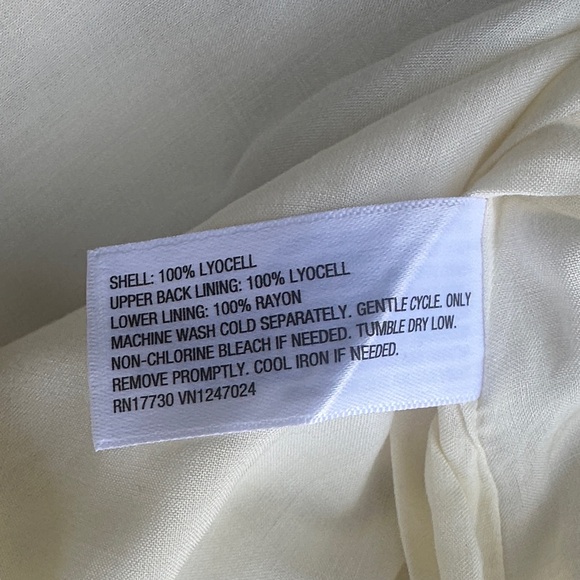 SHELL: 100% LYOCELL
UPPER BACK LINING: 100% LYOCELL
LOWER LINING: 100% RAYON
MACHINE WASH COLD SEPARATELY. GENTLE CYCLE. ONLY
NON-CHLORINE BLEACH IF NEEDED. TUMBLE DRY LOW.
REMOVE PROMPTLY. COOL IRON IF NEEDED.
RN17730 VN1247024